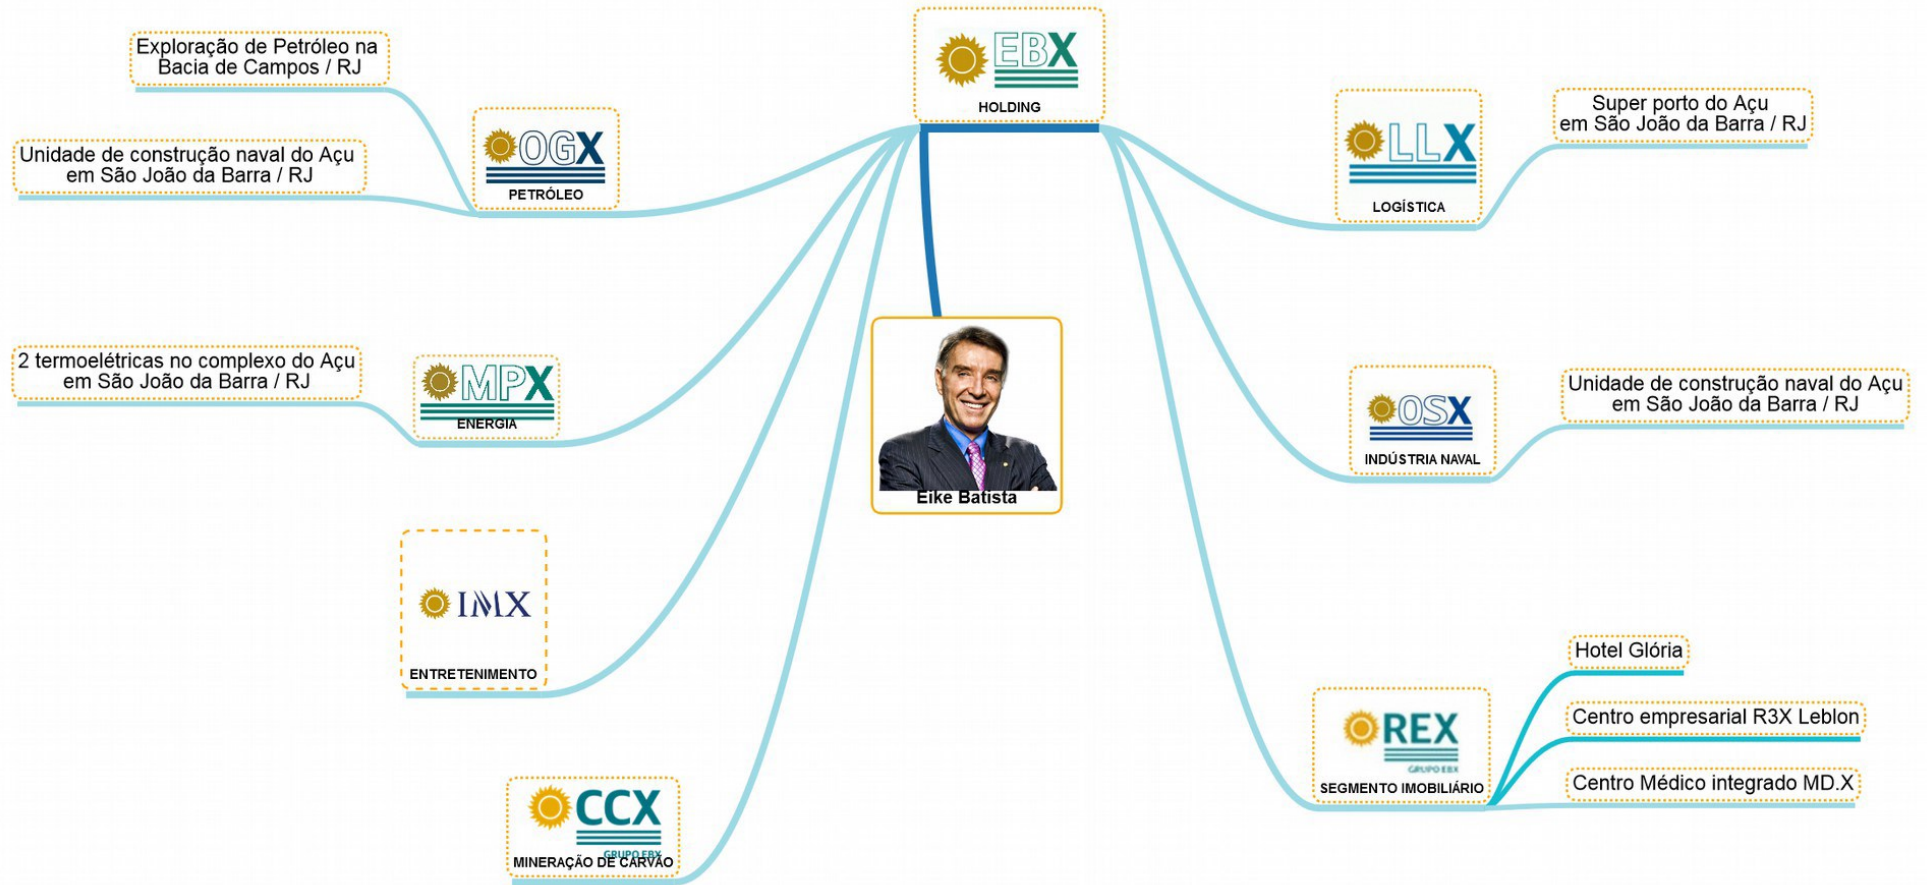 EBX
HOLDING
Exploração de Petróleo na
Bacia de Campos / RJ
Unidade de construção naval do Açu
em São João da Barra / RJ
OGX
PETRÓLEO
2 termoelétricas no complexo do Açu
em São João da Barra / RJ
MPX
ENERGIA
IMX
ENTRETENIMENTO
CCX
GRUPO EBX
MINERAÇÃO DE CARVÃO
Eike Batista
LLX
LOGÍSTICA
Super porto do Açu
em São João da Barra / RJ
OSX
INDÚSTRIA NAVAL
Unidade de construção naval do Açu
em São João da Barra / RJ
REX
GRUPO EBX
SEGMENTO IMOBILIÁRIO
Hotel Glória
Centro empresarial R3X Leblon
Centro Médico integrado MD.X